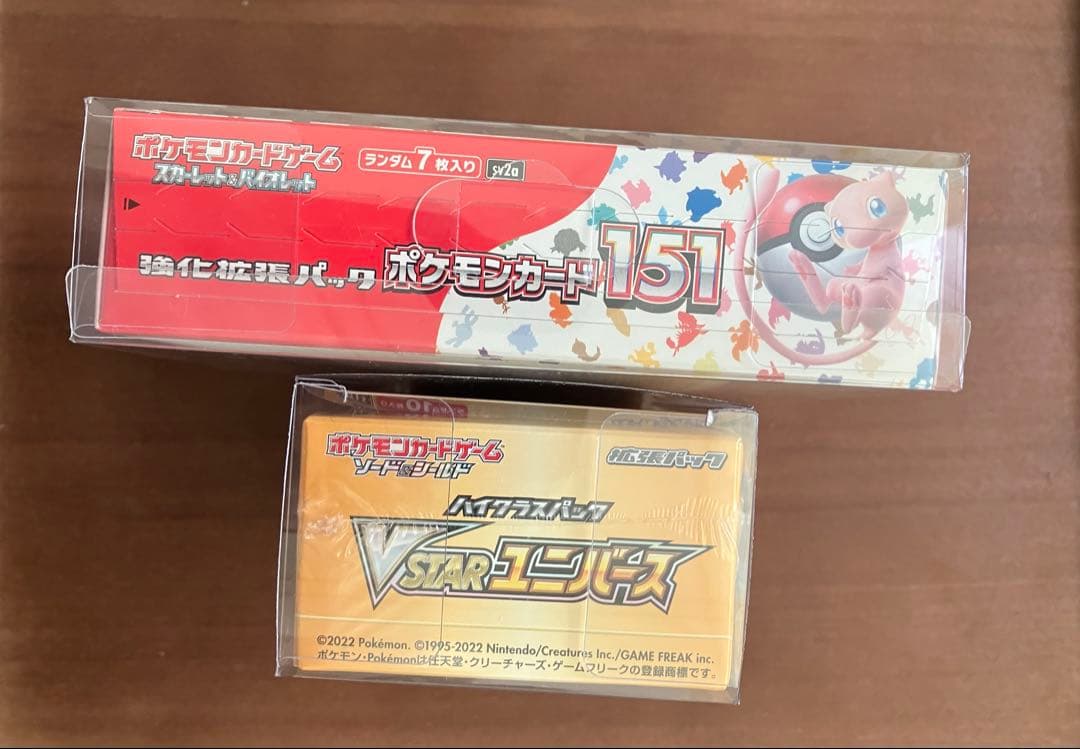 ポケモンカードゲーム
スカーレット&バイオレット
ランダム7枚入り
sv2a
強化拡張パック
ポケモンカード151
10
ポケモンカードゲーム
ソード&シールド
拡張パック
ハイクラスパック
VSTARユニバース
©2022 Pokémon. ©1995-2022 Nintendo/Creatures Inc./GAME FREAK inc.
ポケモン・Pokémonは任天堂・クリーチャーズ・ゲームフリークの登録商標です。